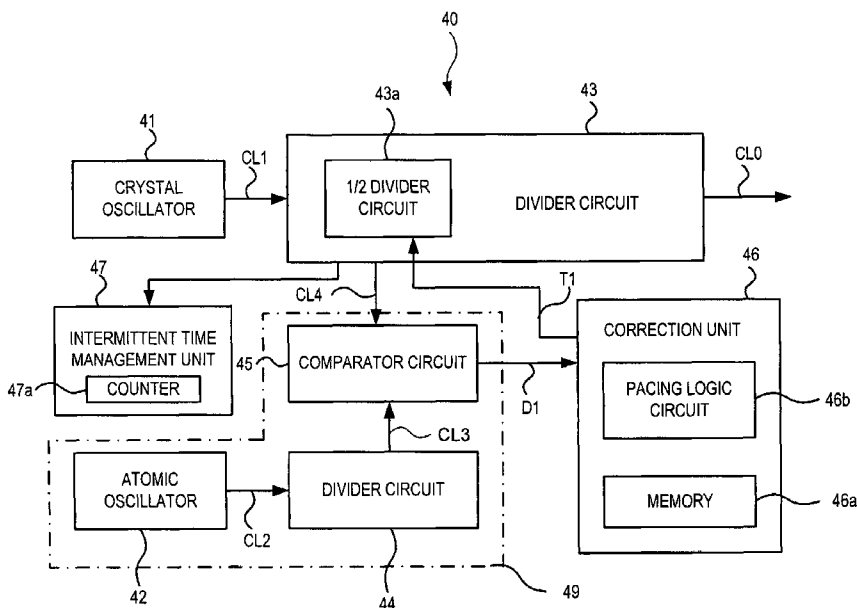 40
43a
43
41
CL1
CL0
CRYSTAL
OSCILLATOR
1/2 DIVIDER
CIRCUIT
DIVIDER CIRCUIT
47
CL4
T1
46
INTERMITTENT TIME
MANAGEMENT UNIT
COUNTER
47a
45
COMPARATOR CIRCUIT
D1
CORRECTION UNIT
PACING LOGIC
CIRCUIT
46b
CL3
ATOMIC
OSCILLATOR
CL2
DIVIDER CIRCUIT
MEMORY
46a
42
44
49